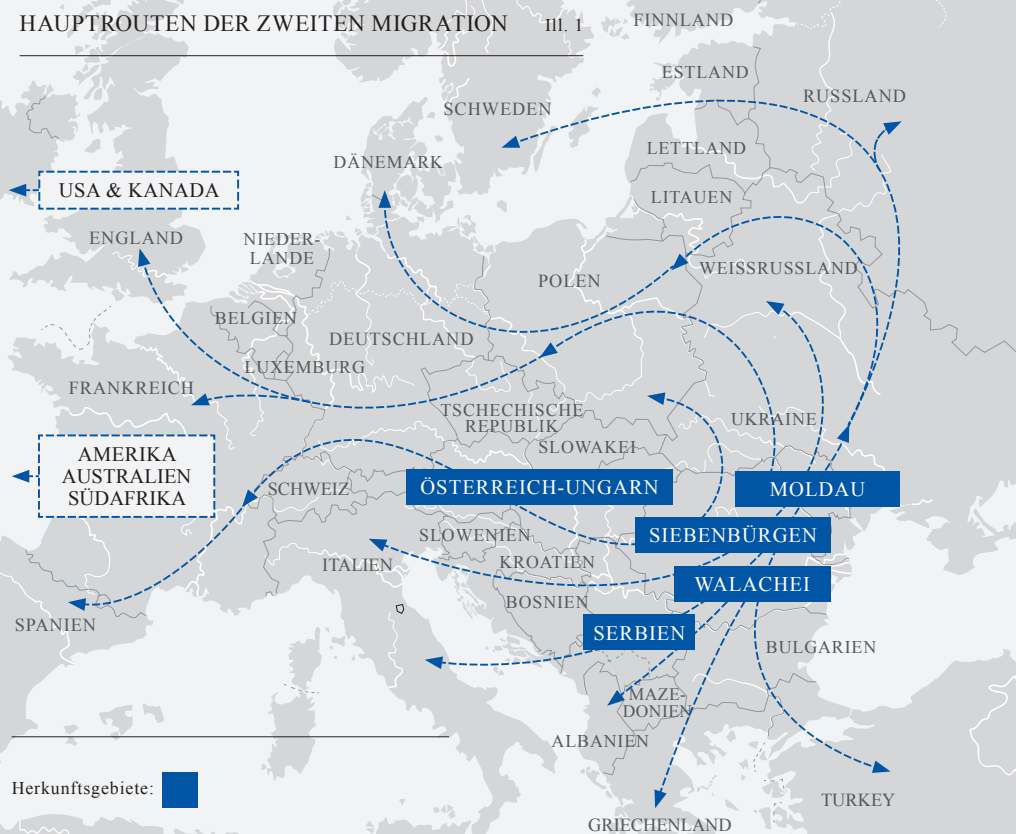 HAUPTROUTEN DER ZWEITEN MIGRATION
Ill. 1
FINNLAND
ESTLAND
RUSSLAND
SCHWEDEN
LETTLAND
DÄNEMARK
LITAUEN
USA & KANADA
ENGLAND
NIEDER-
LANDE
WEISSRUSSLAND
POLEN
BELGIEN
DEUTSCHLAND
LUXEMBURG
FRANKREICH
TSCHECHISCHE
REPUBLIK
UKRAINE
SLOWAKEI
AMERIKA
AUSTRALIEN
SÜDAFRIKA
SCHWEIZ
ÖSTERREICH-UNGARN
MOLDAU
SLOWENIEN
SIEBENBÜRGEN
ITALIEN
KROATIEN
WALACHEI
BOSNIEN
SPANIEN
SERBIEN
BULGARIEN
MAZE-
DONIEN
ALBANIEN
Herkunftsgebiete:
TURKEY
GRIECHENLAND